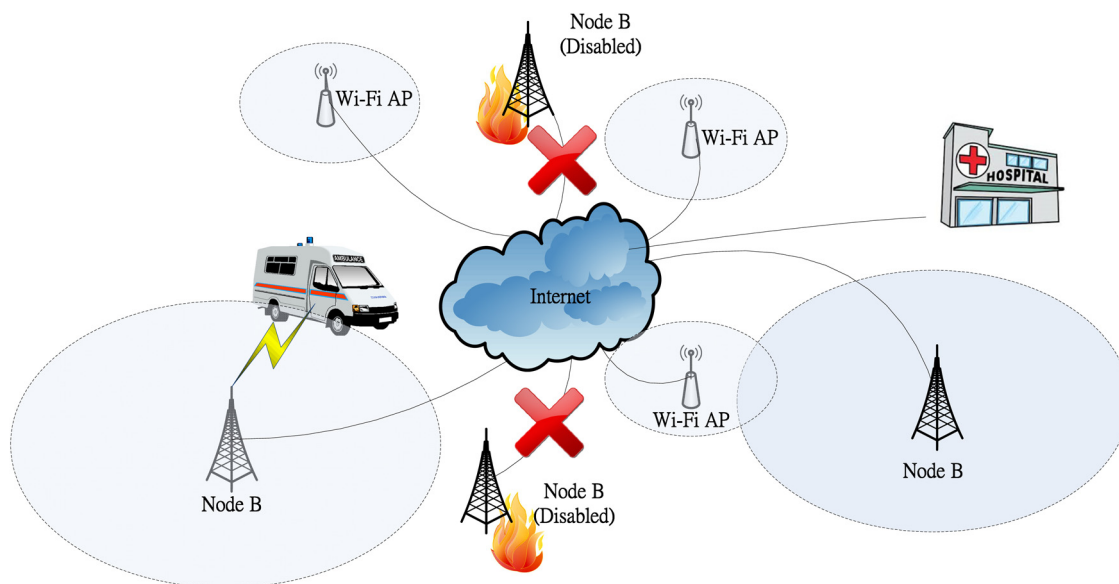 Node B
(Disabled)
Wi-Fi AP
Wi-Fi AP
HOSPITAL
AMBULANCE
Internet
Wi-Fi AP
Node B
Node B
Node B
(Disabled)